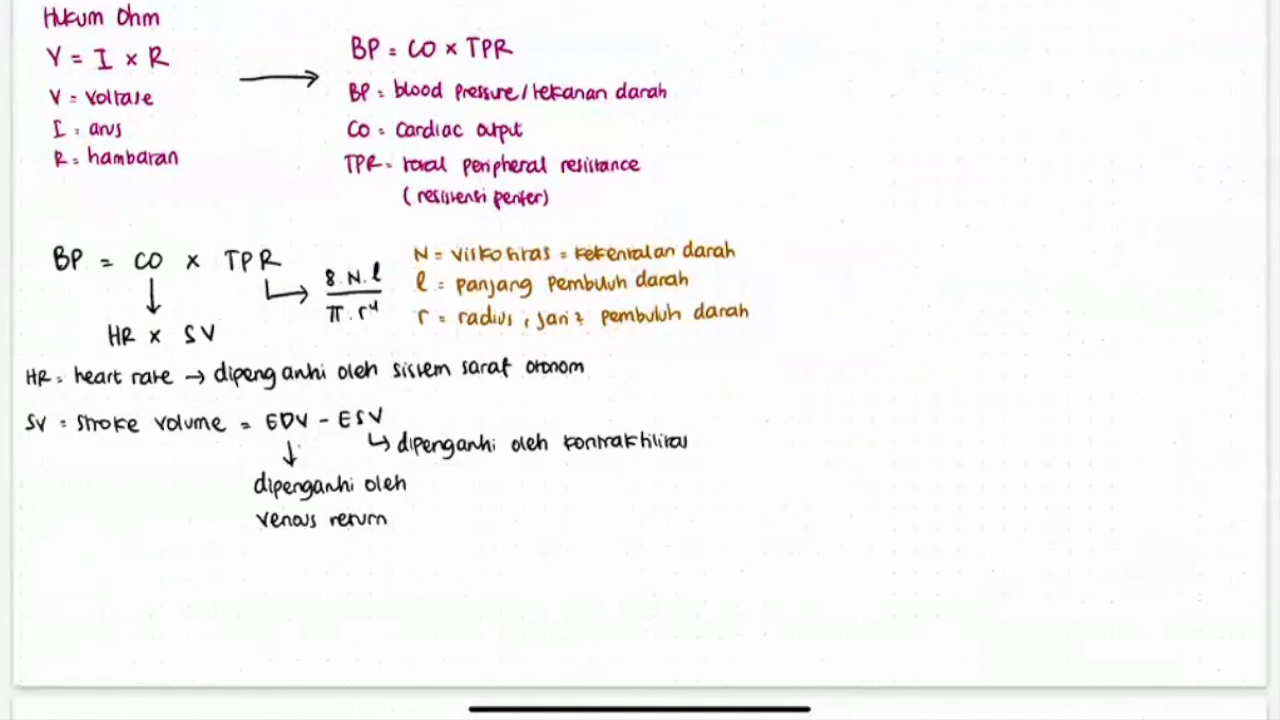 Hukum Ohm
V = I × R
V = voltase
I = arus
R = hambatan
BP = CO × TPR
BP = blood pressure/tekanan darah
CO = cardiac output
TPR = total peripheral resistance
(resistensi perifer)
BP = CO × TPR
HR × SV
8.N.l
π.r⁴
N = viskositas = kekentalan darah
l = panjang pembuluh darah
r = radius, jari² pembuluh darah
HR = heart rate → dipengaruhi oleh sistem saraf otonom
SV = stroke volume = EDV - ESV
dipengaruhi oleh kontraktilitas
dipengaruhi oleh
venous return